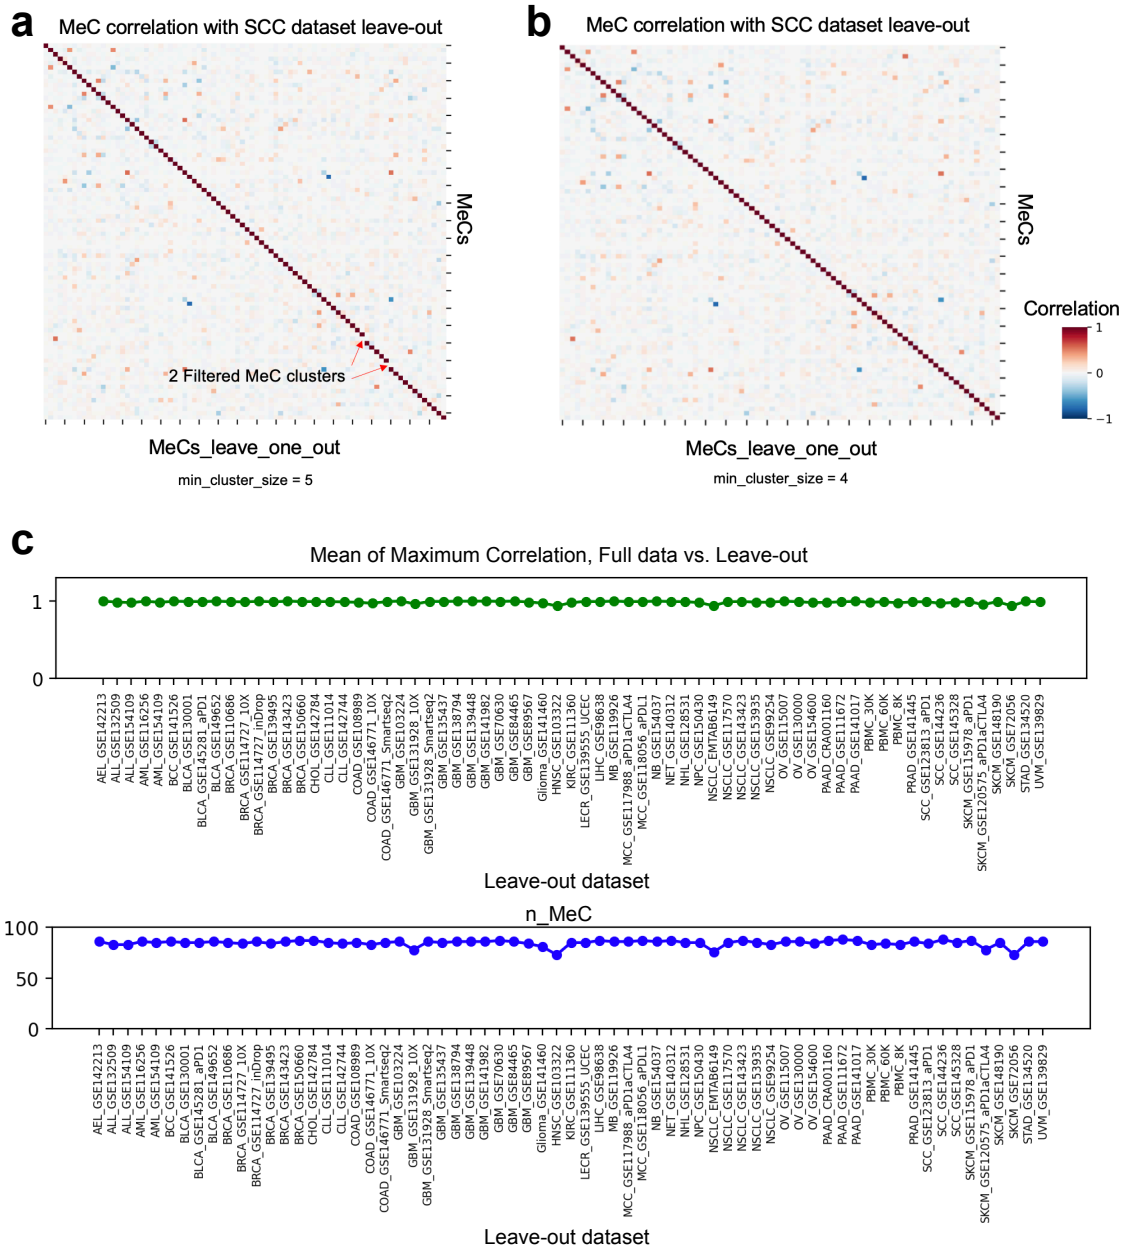 a
MeC correlation with SCC dataset leave-out
MeCs
2 Filtered MeC clusters
MeCs_leave_one_out
min_cluster_size = 5
b
MeC correlation with SCC dataset leave-out
MeCs
MeCs_leave_one_out
min_cluster_size = 4
Correlation
1
0
−1
c
Mean of Maximum Correlation, Full data vs. Leave-out
1
0
AEL_GSE142213
ALL_GSE132509
ALL_GSE154109
AML_GSE116256
AML_GSE154109
BCC_GSE141526
BLCA_GSE130001
BLCA_GSE145281_aPD1
BLCA_GSE149652
BRCA_GSE110686
BRCA_GSE114727_10X
BRCA_GSE114727_inDrop
BRCA_GSE139495
BRCA_GSE143423
BRCA_GSE150660
CHOL_GSE142784
CLL_GSE111014
CLL_GSE142744
COAD_GSE108989
COAD_GSE146771_10X
COAD_GSE146771_Smartseq2
GBM_GSE103224
GBM_GSE131928_10X
GBM_GSE131928_Smartseq2
GBM_GSE135437
GBM_GSE138794
GBM_GSE139448
GBM_GSE141982
GBM_GSE70630
GBM_GSE84465
GBM_GSE89567
Glioma_GSE141460
HNSC_GSE103322
KIRC_GSE111360
LECR_GSE139555_UCEC
LIHC_GSE98638
MB_GSE119926
MCC_GSE117988_aPD1aCTLA4
MCC_GSE118056_aPDL1
NB_GSE154037
NET_GSE140312
NHL_GSE128531
NPC_GSE150430
NSCLC_EMTAB6149
NSCLC_GSE117570
NSCLC_GSE143423
NSCLC_GSE153935
NSCLC_GSE99254
OV_GSE115007
OV_GSE130000
OV_GSE154600
PAAD_CRA001160
PAAD_GSE111672
PAAD_GSE141017
PBMC_30K
PBMC_60K
PBMC_8K
PRAD_GSE141445
SCC_GSE123813_aPD1
SCC_GSE144236
SCC_GSE145328
SKCM_GSE115978_aPD1
SKCM_GSE120575_aPD1aCTLA4
SKCM_GSE148190
SKCM_GSE72056
STAD_GSE134520
UVM_GSE139829
Leave-out dataset
n_MeC
100
50
0
AEL_GSE142213
ALL_GSE132509
ALL_GSE154109
AML_GSE116256
AML_GSE154109
BCC_GSE141526
BLCA_GSE130001
BLCA_GSE145281_aPD1
BLCA_GSE149652
BRCA_GSE110686
BRCA_GSE114727_10X
BRCA_GSE114727_inDrop
BRCA_GSE139495
BRCA_GSE143423
BRCA_GSE150660
CHOL_GSE142784
CLL_GSE111014
CLL_GSE142744
COAD_GSE108989
COAD_GSE146771_10X
COAD_GSE146771_Smartseq2
GBM_GSE103224
GBM_GSE131928_10X
GBM_GSE131928_Smartseq2
GBM_GSE135437
GBM_GSE138794
GBM_GSE139448
GBM_GSE141982
GBM_GSE70630
GBM_GSE84465
GBM_GSE89567
Glioma_GSE141460
HNSC_GSE103322
KIRC_GSE111360
LECR_GSE139555_UCEC
LIHC_GSE98638
MB_GSE119926
MCC_GSE117988_aPD1aCTLA4
MCC_GSE118056_aPDL1
NB_GSE154037
NET_GSE140312
NHL_GSE128531
NPC_GSE150430
NSCLC_EMTAB6149
NSCLC_GSE117570
NSCLC_GSE143423
NSCLC_GSE153935
NSCLC_GSE99254
OV_GSE115007
OV_GSE130000
OV_GSE154600
PAAD_CRA001160
PAAD_GSE111672
PAAD_GSE141017
PBMC_30K
PBMC_60K
PBMC_8K
PRAD_GSE141445
SCC_GSE123813_aPD1
SCC_GSE144236
SCC_GSE145328
SKCM_GSE115978_aPD1
SKCM_GSE120575_aPD1aCTLA4
SKCM_GSE148190
SKCM_GSE72056
STAD_GSE134520
UVM_GSE139829
Leave-out dataset